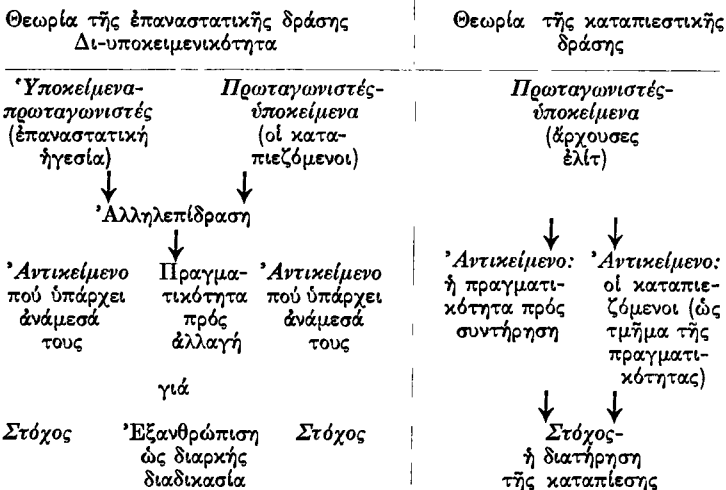 Θεωρία τῆς ἐπαναστατικῆς δράσης
Δι-υποκειμενικότητα
Ὑποκείμενα-
πρωταγωνιστές
(ἐπαναστατική
ἡγεσία)
Πρωταγωνιστές-
ὑποκείμενα
(οἱ κατα-
πιεζόμενοι)
Ἀλληλεπίδραση
Ἀντικείμενο
πού ὑπάρχει
ἀνάμεσά
τους
Πραγμα-
τικότητα
πρός
ἀλλαγή
Ἀντικείμενο
πού ὑπάρχει
ἀνάμεσά
τους
γιά
Στόχος
Ἐξανθρώπιση
ὡς διαρκής
διαδικασία
Στόχος
Θεωρία τῆς καταπιεστικῆς
δράσης
Πρωταγωνιστές-
ὑποκείμενα
(ἄρχουσες
ἐλίτ)
Ἀντικείμενο:
ἡ πραγματι-
κότητα πρός
συντήρηση
Ἀντικείμενο:
οἱ καταπιε-
ζόμενοι (ὡς
τμῆμα τῆς
πραγματι-
κότητας)
Στόχος-
ἡ διατήρηση
τῆς καταπίεσης